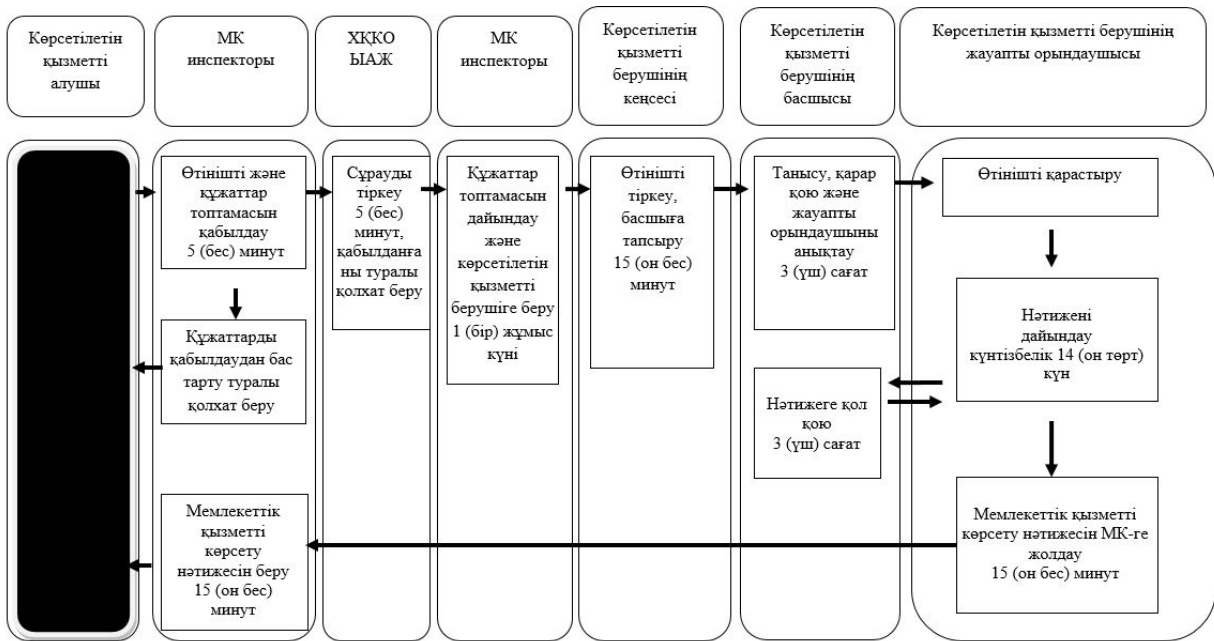 Көрсетілетін
қызметті
алушы
МК
инспекторы
ХҚКО
ЫАЖ
МК
инспекторы
Көрсетілетін
қызметті
берушінің
кеңсесі
Көрсетілетін
қызметті
берушінің
басшысы
Көрсетілетін қызметті берушінің
жауапты орындаушысы
Өтінішті және
құжаттар
топтамасын
қабылдау
5 (бес) минут
Құжаттарды
қабылдаудан бас
тарту туралы
қолхат беру
Мемлекеттік
қызметті
көрсету
нәтижесін беру
15 (он бес)
минут
Сұрауды
тіркеу
5 (бес)
минут,
қабылданға
ны туралы
қолхат беру
Құжаттар
топтамасын
дайындау
және
көрсетілетін
қызметті
берушіге беру
1 (бір) жұмыс
күні
Өтінішті
тіркеу,
басшыға
тапсыру
15 (он бес)
минут
Танысу, қарар
қою және
жауапты
орындаушыны
анықтау
3 (үш) сағат
Нәтижеге қол
қою
3 (үш) сағат
Өтінішті қарастыру
Нәтижені
дайындау
күнтізбелік 14 (он төрт)
күн
Мемлекеттік қызметті
көрсету нәтижесін МК-ге
жолдау
15 (он бес) минут